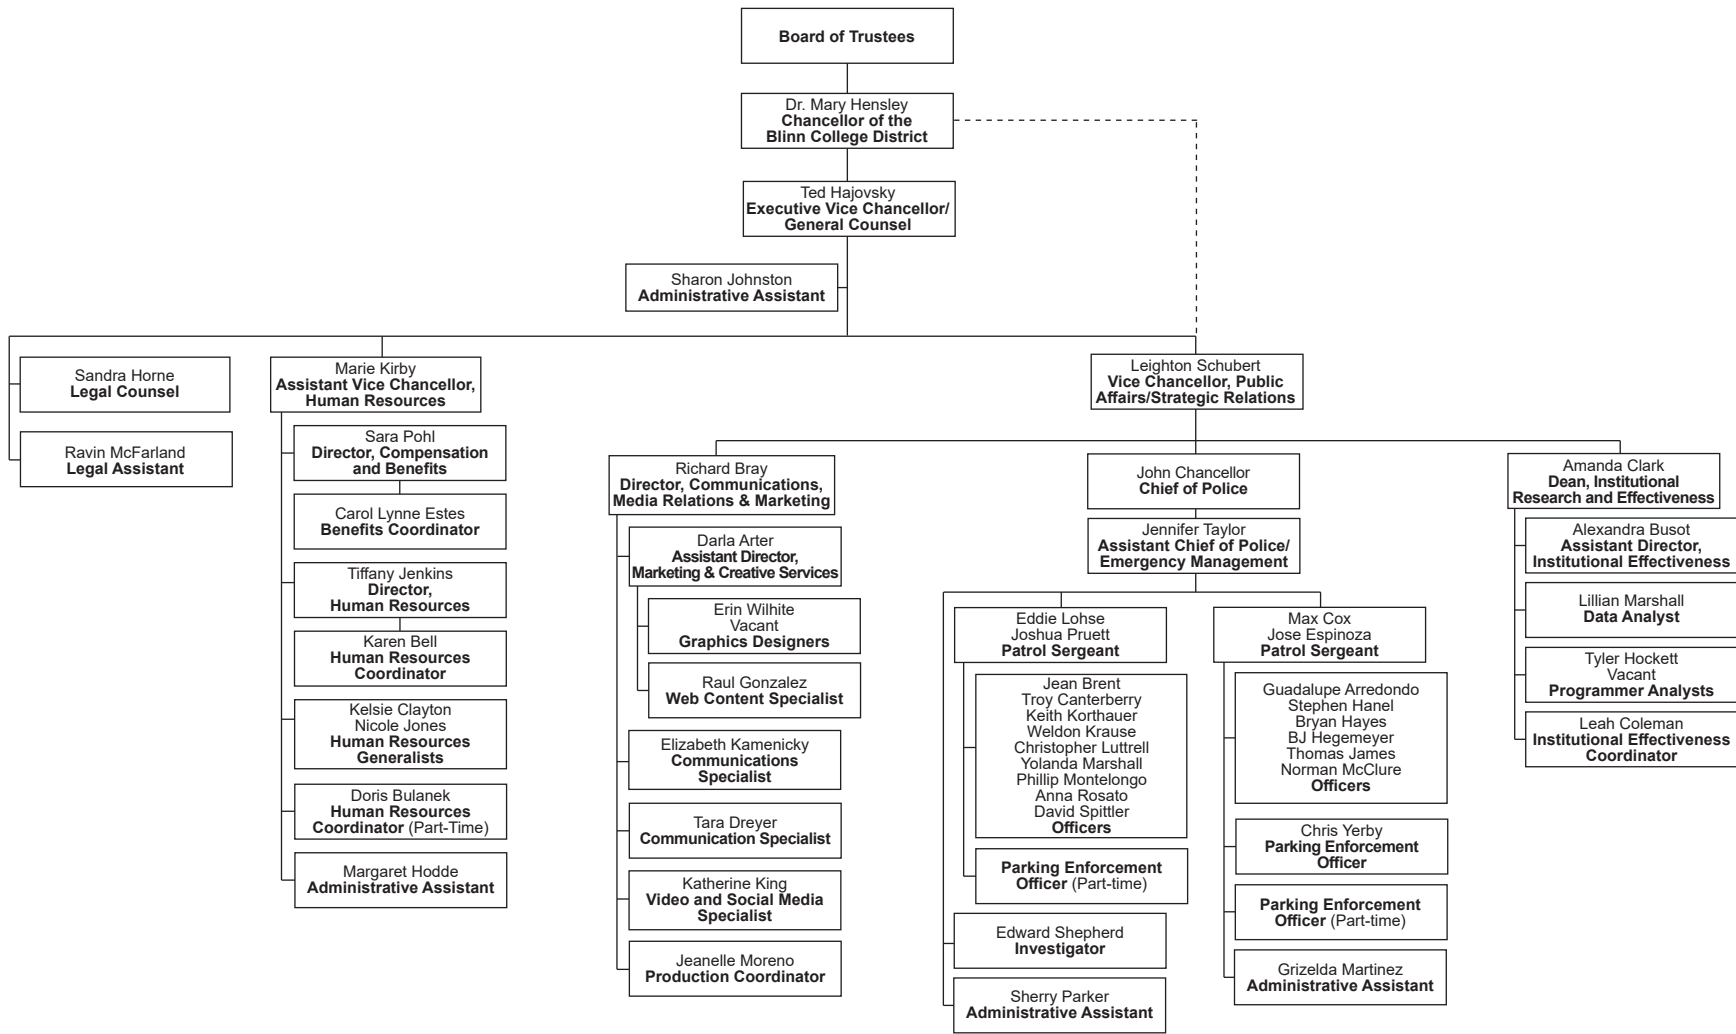 Board of Trustees
Dr. Mary Hensley
Chancellor of the
Blinn College District
Ted Hajovsky
Executive Vice Chancellor/
General Counsel
Sharon Johnston
Administrative Assistant
Sandra Horne
Legal Counsel
Ravin McFarland
Legal Assistant
Marie Kirby
Assistant Vice Chancellor,
Human Resources
Sara Pohl
Director, Compensation
and Benefits
Carol Lynne Estes
Benefits Coordinator
Tiffany Jenkins
Director,
Human Resources
Karen Bell
Human Resources
Coordinator
Kelsie Clayton
Nicole Jones
Human Resources
Generalists
Doris Bulanek
Human Resources
Coordinator (Part-Time)
Margaret Hodde
Administrative Assistant
Leighton Schubert
Vice Chancellor, Public
Affairs/Strategic Relations
Richard Bray
Director, Communications,
Media Relations & Marketing
Darla Arter
Assistant Director,
Marketing & Creative Services
Erin Wilhite
Vacant
Graphics Designers
Raul Gonzalez
Web Content Specialist
Elizabeth Kamenicky
Communications
Specialist
Tara Dreyer
Communication Specialist
Katherine King
Video and Social Media
Specialist
Jeanelle Moreno
Production Coordinator
John Chancellor
Chief of Police
Jennifer Taylor
Assistant Chief of Police/
Emergency Management
Eddie Lohse
Joshua Pruett
Patrol Sergeant
Jean Brent
Troy Canterberry
Keith Korthauer
Weldon Krause
Christopher Luttrell
Yolanda Marshall
Phillip Montelongo
Anna Rosato
David Spittler
Officers
Parking Enforcement
Officer (Part-time)
Edward Shepherd
Investigator
Sherry Parker
Administrative Assistant
Max Cox
Jose Espinoza
Patrol Sergeant
Guadalupe Arredondo
Stephen Hanel
Bryan Hayes
BJ Hegemeyer
Thomas James
Norman McClure
Officers
Chris Yerby
Parking Enforcement
Officer
Parking Enforcement
Officer (Part-time)
Grizelda Martinez
Administrative Assistant
Amanda Clark
Dean, Institutional
Research and Effectiveness
Alexandra Busot
Assistant Director,
Institutional Effectiveness
Lillian Marshall
Data Analyst
Tyler Hockett
Vacant
Programmer Analysts
Leah Coleman
Institutional Effectiveness
Coordinator